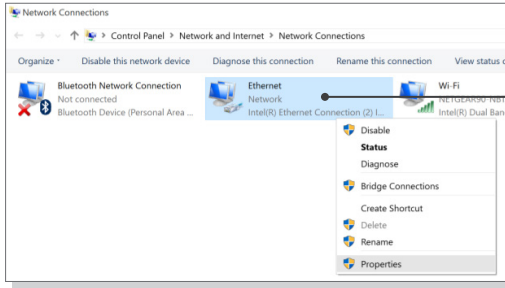 Network Connections
Control Panel > Network and Internet > Network Connections
Organize Disable this network device Diagnose this connection Rename this connection View status
Bluetooth Network Connection
Not connected
Bluetooth Device (Personal Area ...
Ethernet
Network
Intel(R) Ethernet Connection (2) I...
Wi-Fi
Intel(R) Dual Ban
Disable
Status
Diagnose
Bridge Connections
Create Shortcut
Delete
Rename
Properties